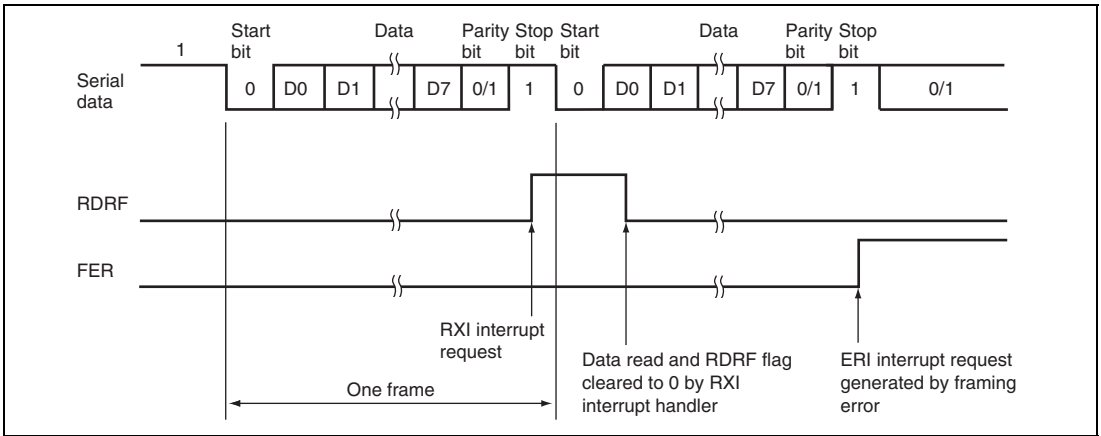 Start Data Parity Stop Start Data Parity Stop
1 bit bit bit bit bit bit
Serial
data
0 D0 D1 D7 0/1 1 0 D0 D1 D7 0/1 1 0/1
RDRF
FER
RXI interrupt
request
Data read and RDRF flag
cleared to 0 by RXI
interrupt handler
ERI interrupt request
generated by framing
error
One frame